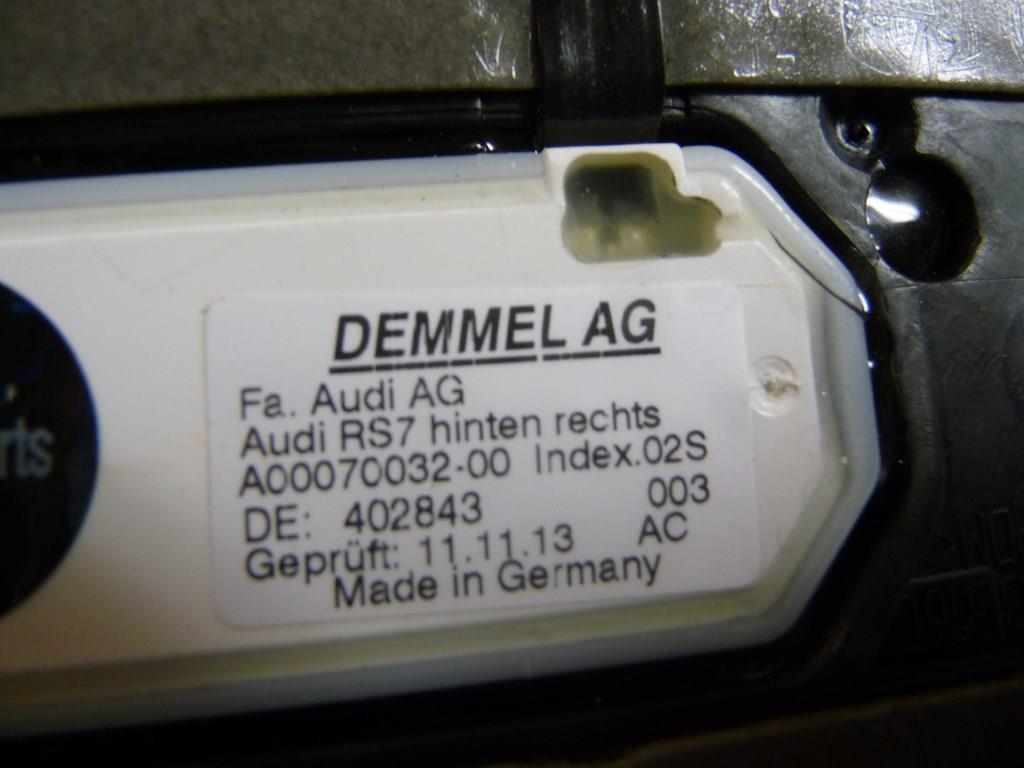 DEMMEL AG
Fa. Audi AG
Audi RS7 hinten rechts
A00070032-00 Index.02S
DE: 402843 003
Geprüft: 11.11.13 AC
Made in Germany
rts